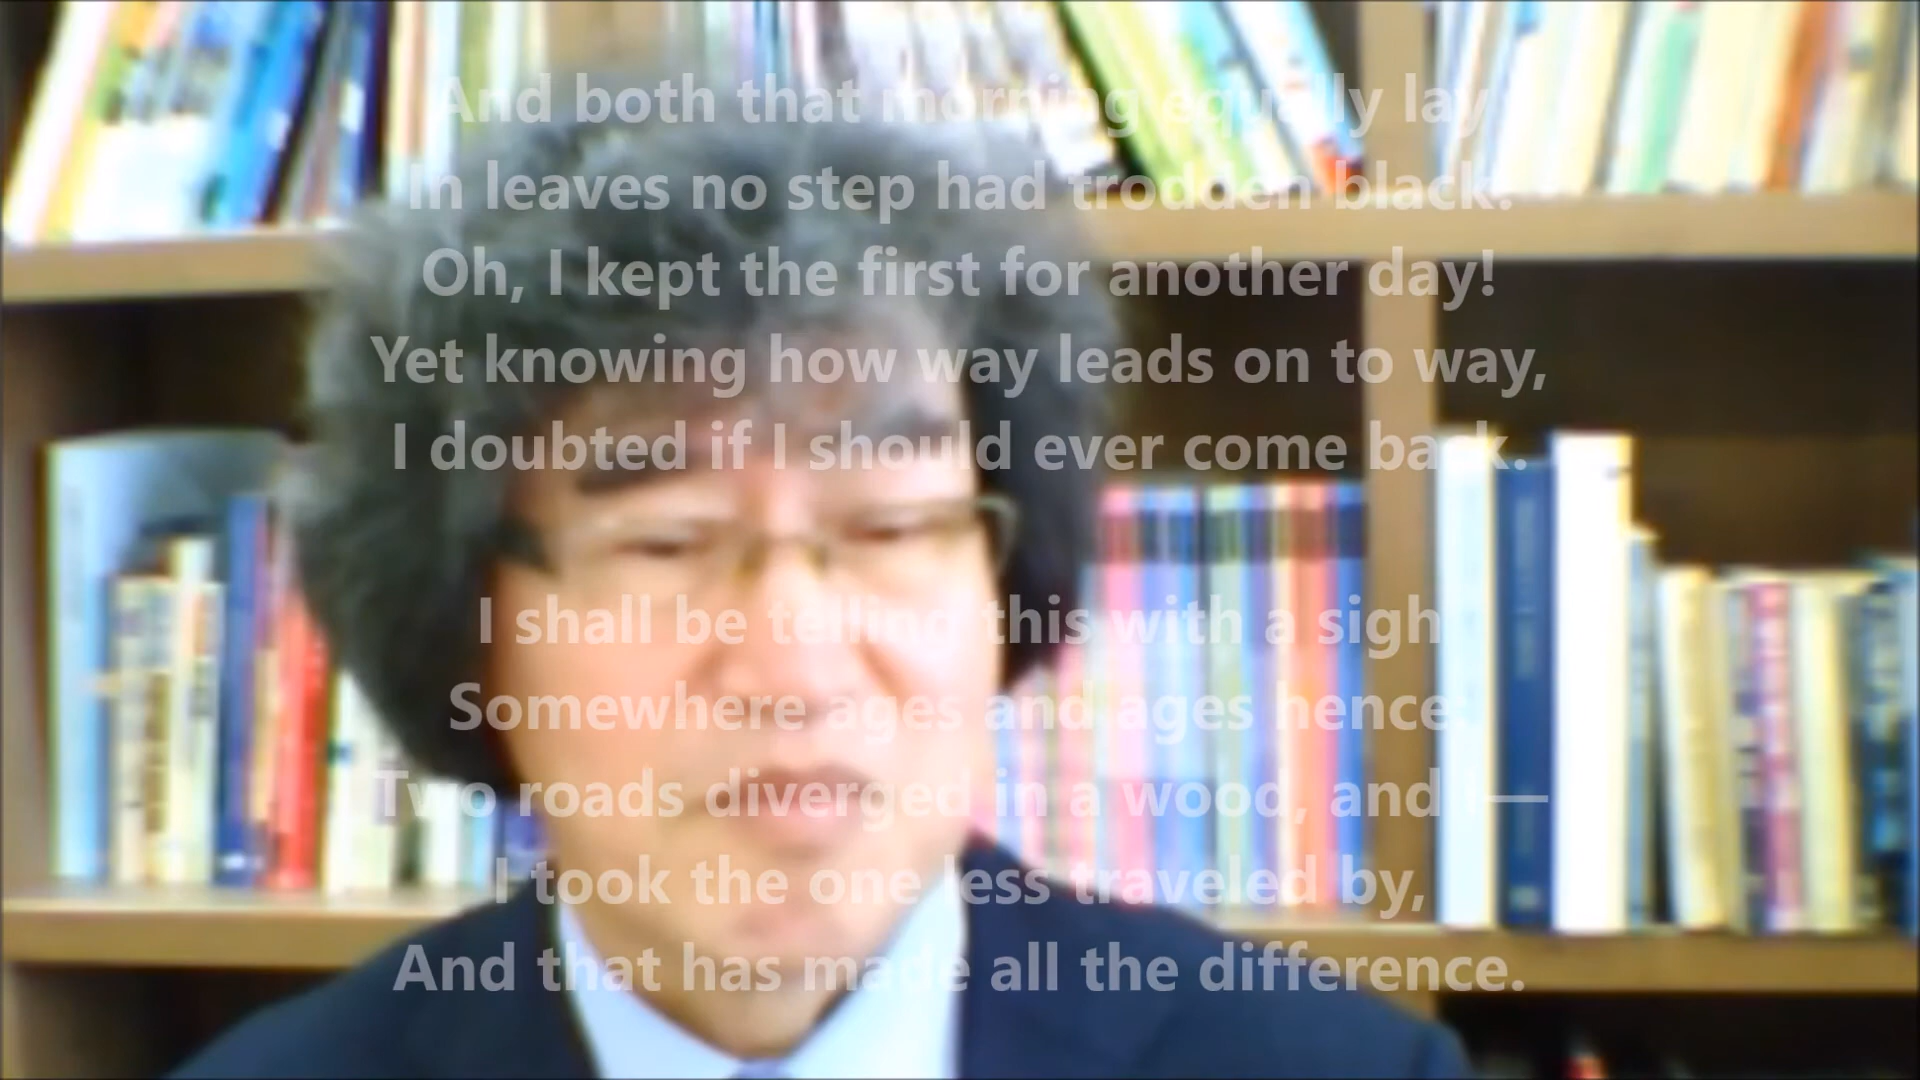 And both that morning equally lay
In leaves no step had trodden black.
Oh, I kept the first for another day!
Yet knowing how way leads on to way,
I doubted if I should ever come back.
I shall be telling this with a sigh
Somewhere ages and ages hence:
Two roads diverged in a wood, and I—
I took the one less traveled by,
And that has made all the difference.